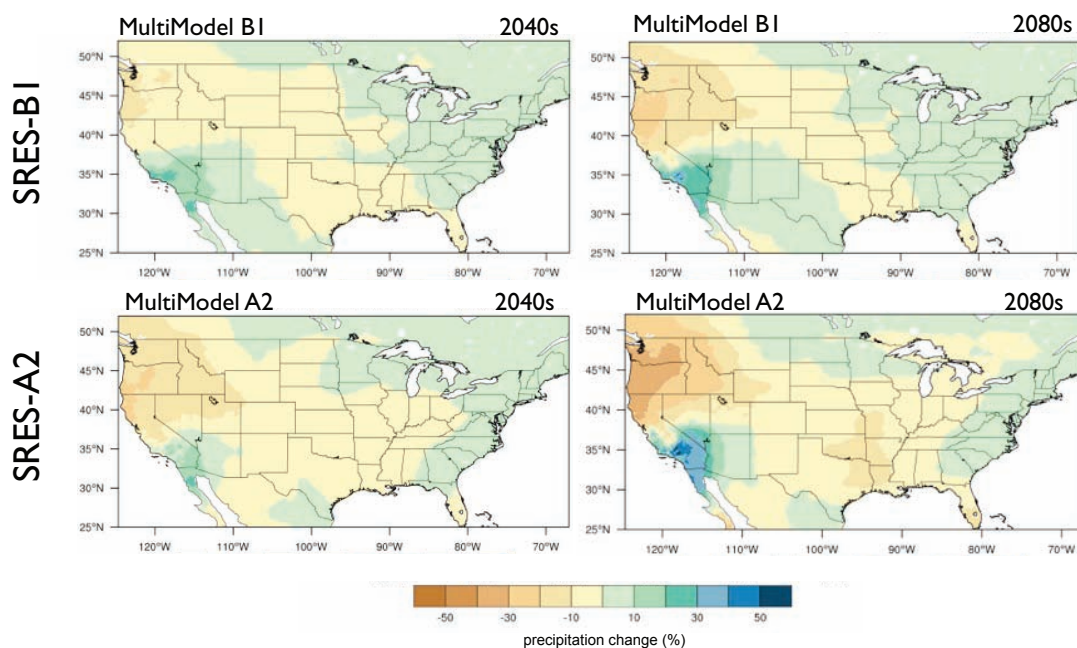 MultiModel B1 2040s MultiModel B1 2080s
SRES-B1
50°N 50°N
45°N 45°N
40°N 40°N
35°N 35°N
30°N 30°N
25°N 25°N
120°W 110°W 100°W 90°W 80°W 70°W 120°W 110°W 100°W 90°W 80°W 70°W
MultiModel A2 2040s MultiModel A2 2080s
SRES-A2
50°N 50°N
45°N 45°N
40°N 40°N
35°N 35°N
30°N 30°N
25°N 25°N
120°W 110°W 100°W 90°W 80°W 70°W 120°W 110°W 100°W 90°W 80°W 70°W
-50 -30 -10 10 30 50
precipitation change (%)